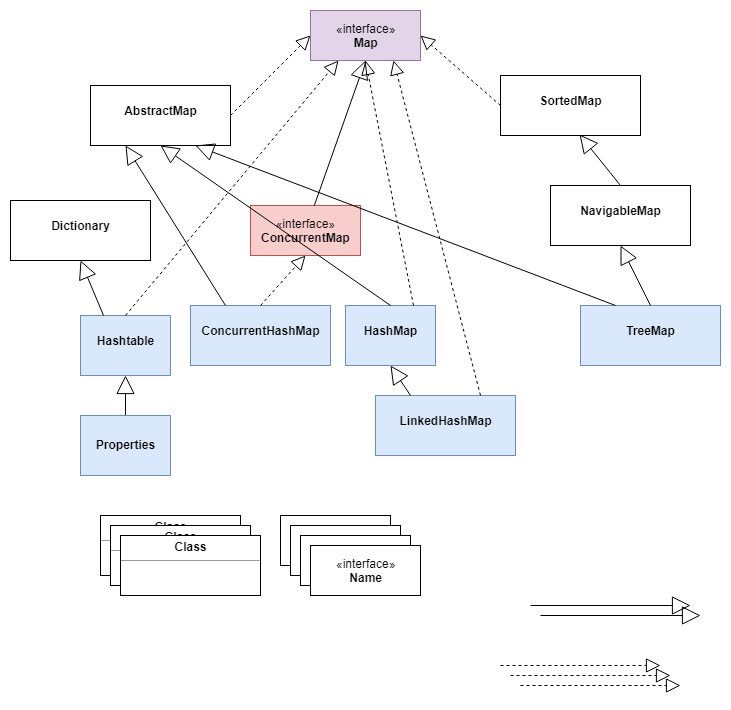 «interface»
Map
AbstractMap
SortedMap
NavigableMap
Dictionary
«interface»
ConcurrentMap
Hashtable
ConcurrentHashMap
HashMap
TreeMap
LinkedHashMap
Properties
Class
Class
Class
«interface»
Name